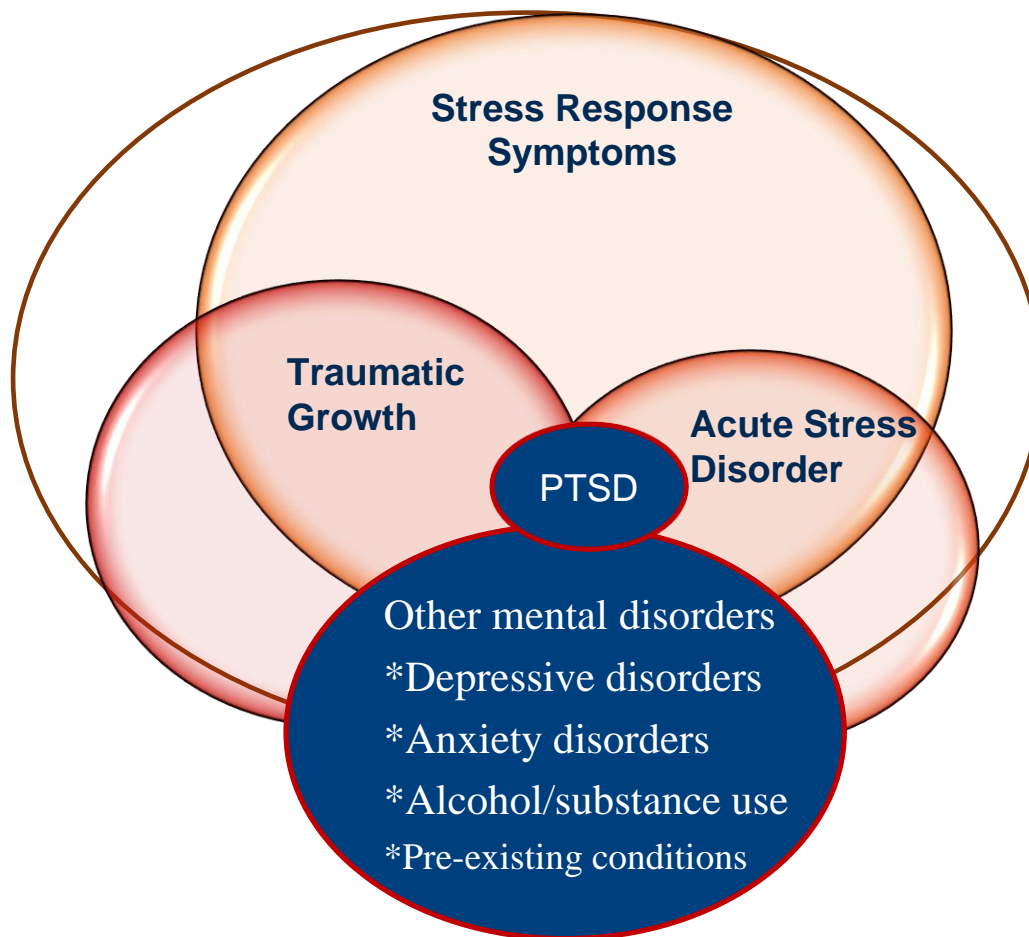 Stress Response
Symptoms
Traumatic
Growth
Acute Stress
Disorder
PTSD
Other mental disorders
*Depressive disorders
*Anxiety disorders
*Alcohol/substance use
*Pre-existing conditions